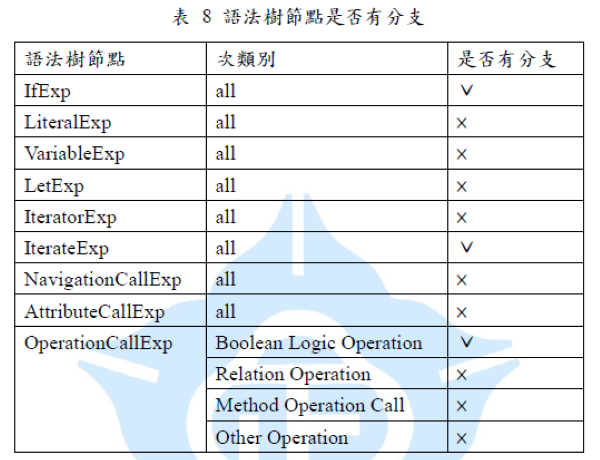 表 8 語法樹節點是否有分支
語法樹節點 次類別 是否有分支
IfExp all ✓
LiteralExp all ×
VariableExp all ×
LetExp all ×
IteratorExp all ×
IterateExp all ✓
NavigationCallExp all ×
AttributeCallExp all ×
OperationCallExp Boolean Logic Operation ✓
Relation Operation ×
Method Operation Call ×
Other Operation ×